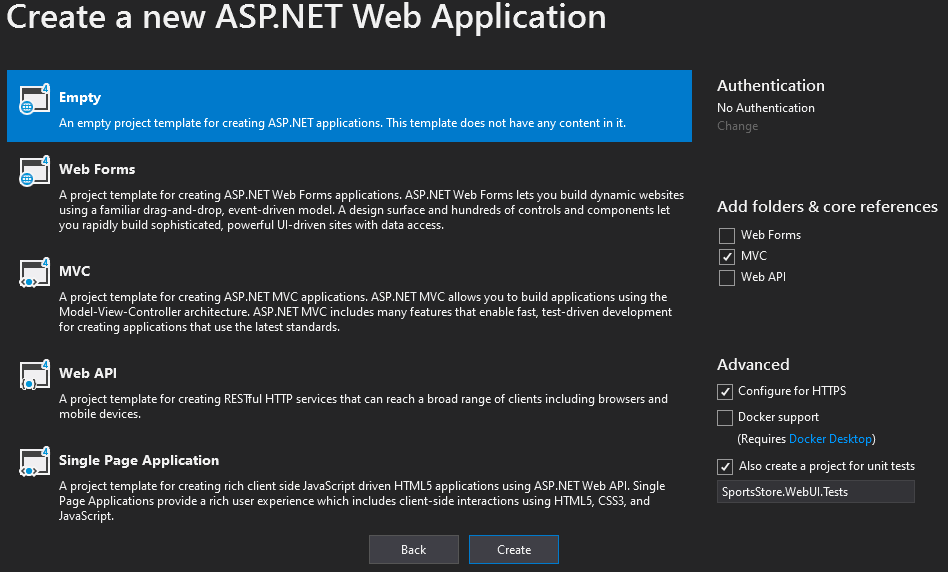 Create a new ASP.NET Web Application
Empty
An empty project template for creating ASP.NET applications. This template does not have any content in it.
Web Forms
A project template for creating ASP.NET Web Forms applications. ASP.NET Web Forms lets you build dynamic websites
using a familiar drag-and-drop, event-driven model. A design surface and hundreds of controls and components let
you rapidly build sophisticated, powerful UI-driven sites with data access.
MVC
A project template for creating ASP.NET MVC applications. ASP.NET MVC allows you to build applications using the
Model-View-Controller architecture. ASP.NET MVC includes many features that enable fast, test-driven development
for creating applications that use the latest standards.
Web API
A project template for creating RESTful HTTP services that can reach a broad range of clients including browsers and
mobile devices.
Single Page Application
A project template for creating rich client side JavaScript driven HTML5 applications using ASP.NET Web API. Single
Page Applications provide a rich user experience which includes client-side interactions using HTML5, CSS3, and
JavaScript.
Authentication
No Authentication
Change
Add folders & core references
Web Forms
MVC
Web API
Advanced
Configure for HTTPS
Docker support
(Requires Docker Desktop)
Also create a project for unit tests
SportsStore.WebUI.Tests
Back
Create